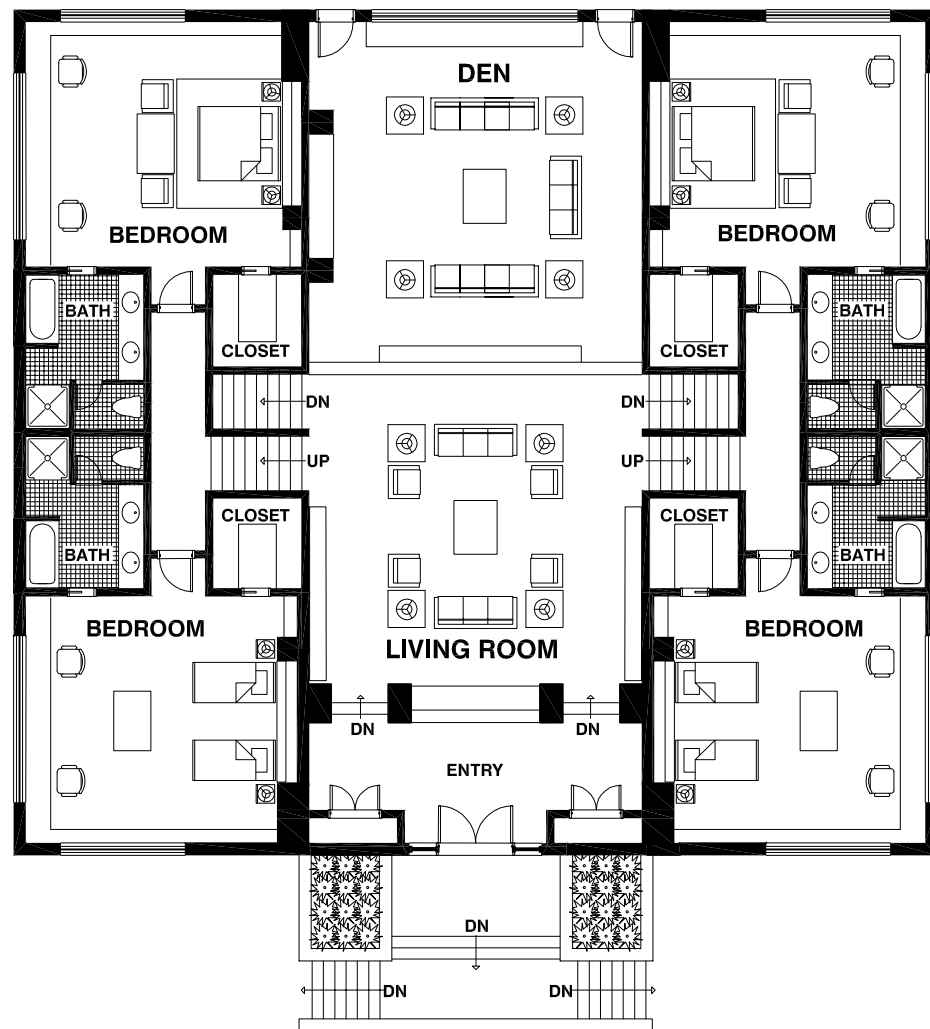 DEN
BEDROOM
BEDROOM
BATH
BATH
CLOSET
CLOSET
DN
DN
UP
UP
CLOSET
CLOSET
BATH
BATH
BEDROOM
BEDROOM
LIVING ROOM
DN
DN
ENTRY
DN
DN
DN